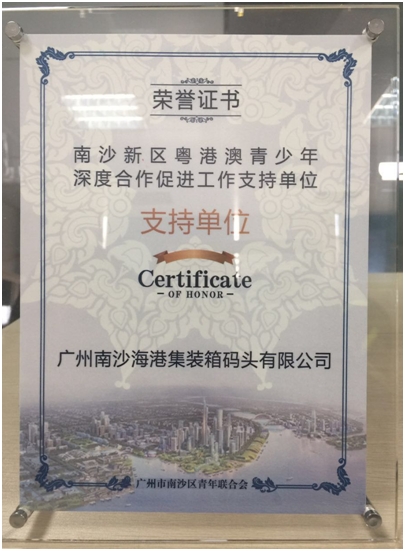 荣誉证书
南沙新区粤港澳青少年
深度合作促进工作支持单位
支持单位
Certificate
OF HONOR
广州南沙海港集装箱码头有限公司
广州市南沙区青年联合会